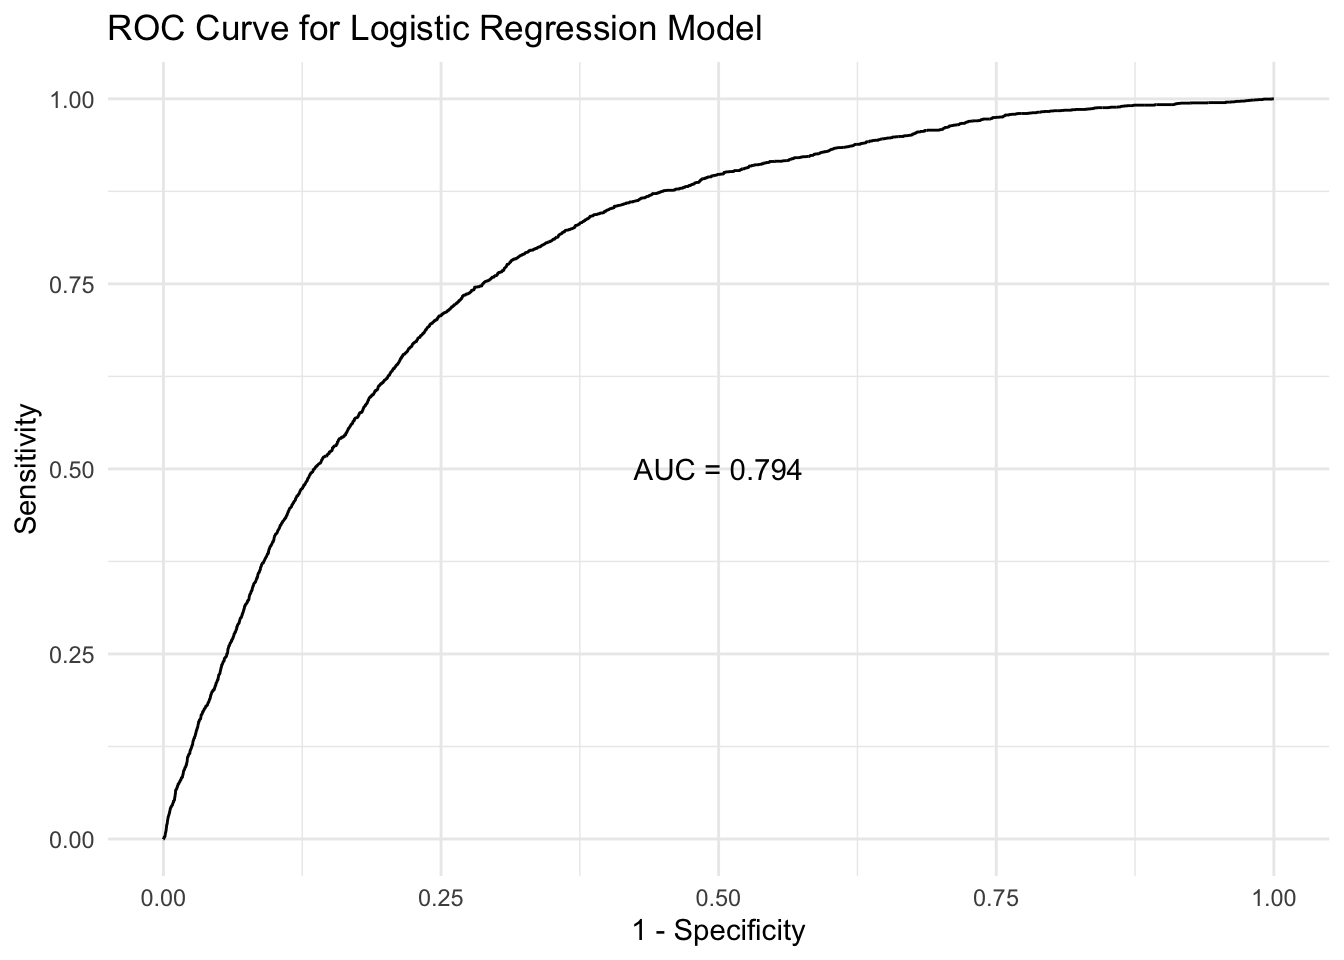 ROC Curve for Logistic Regression Model
1.00
0.75
0.50
0.25
0.00
Sensitivity
AUC = 0.794
0.00 0.25 0.50 0.75 1.00
1 - Specificity